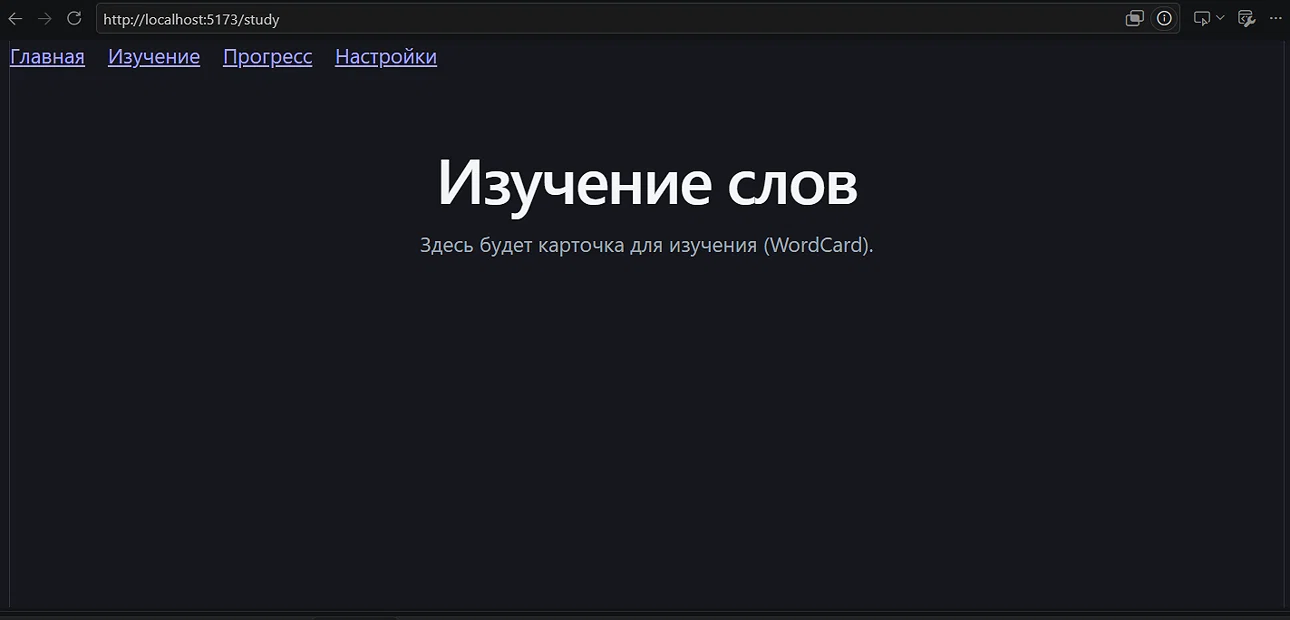 http://localhost:5173/study
Главная Изучение Прогресс Настройки
Изучение слов
Здесь будет карточка для изучения (WordCard).